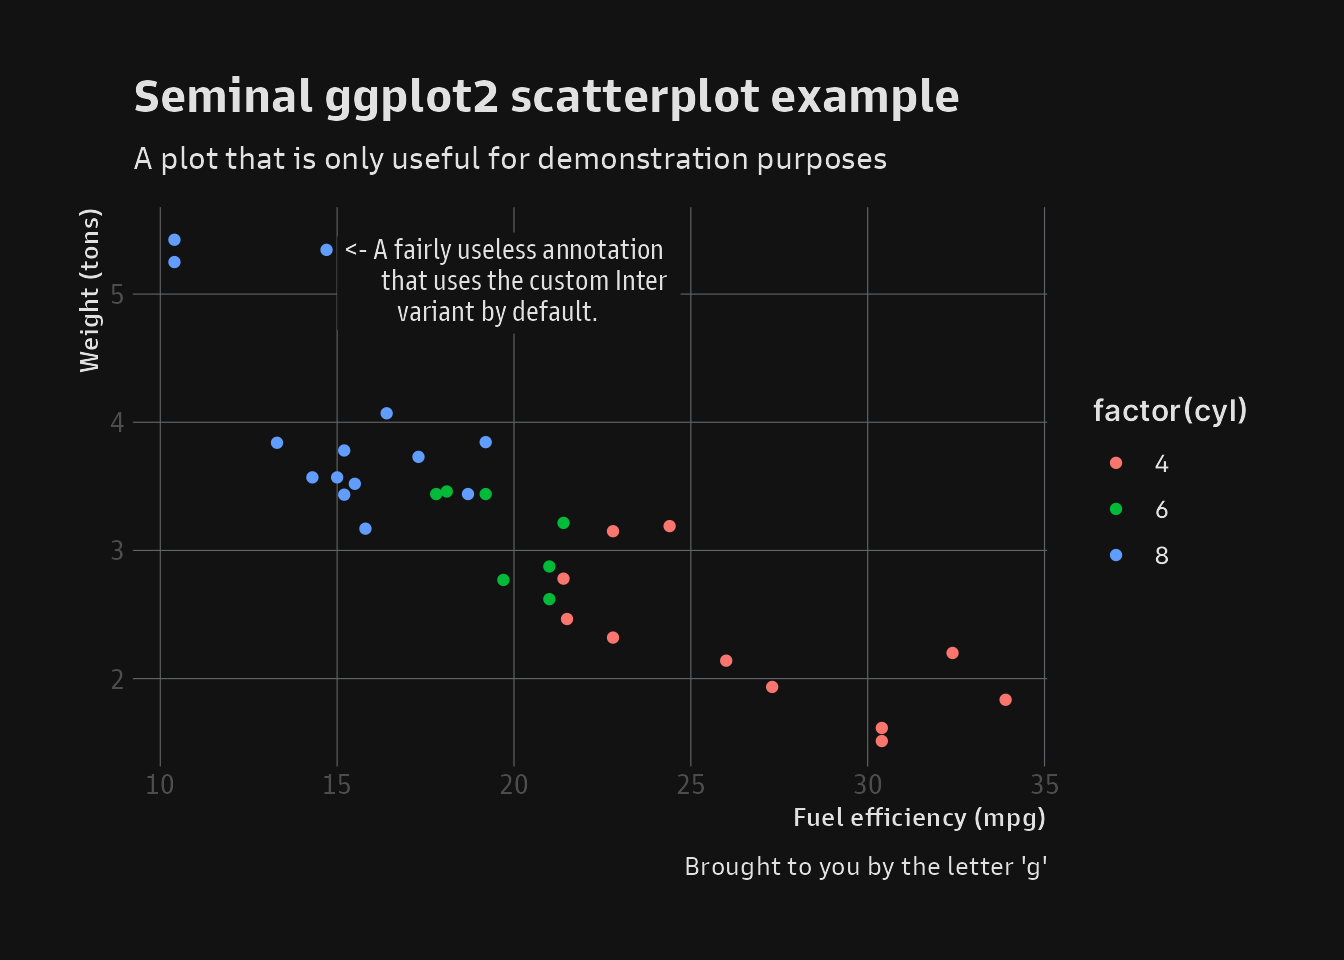 Seminal ggplot2 scatterplot example
A plot that is only useful for demonstration purposes
Weight (tons)
5
4
3
2
<- A fairly useless annotation
that uses the custom Inter
variant by default.
factor(cyl)
4
6
8
10 15 20 25 30 35
Fuel efficiency (mpg)
Brought to you by the letter 'g'